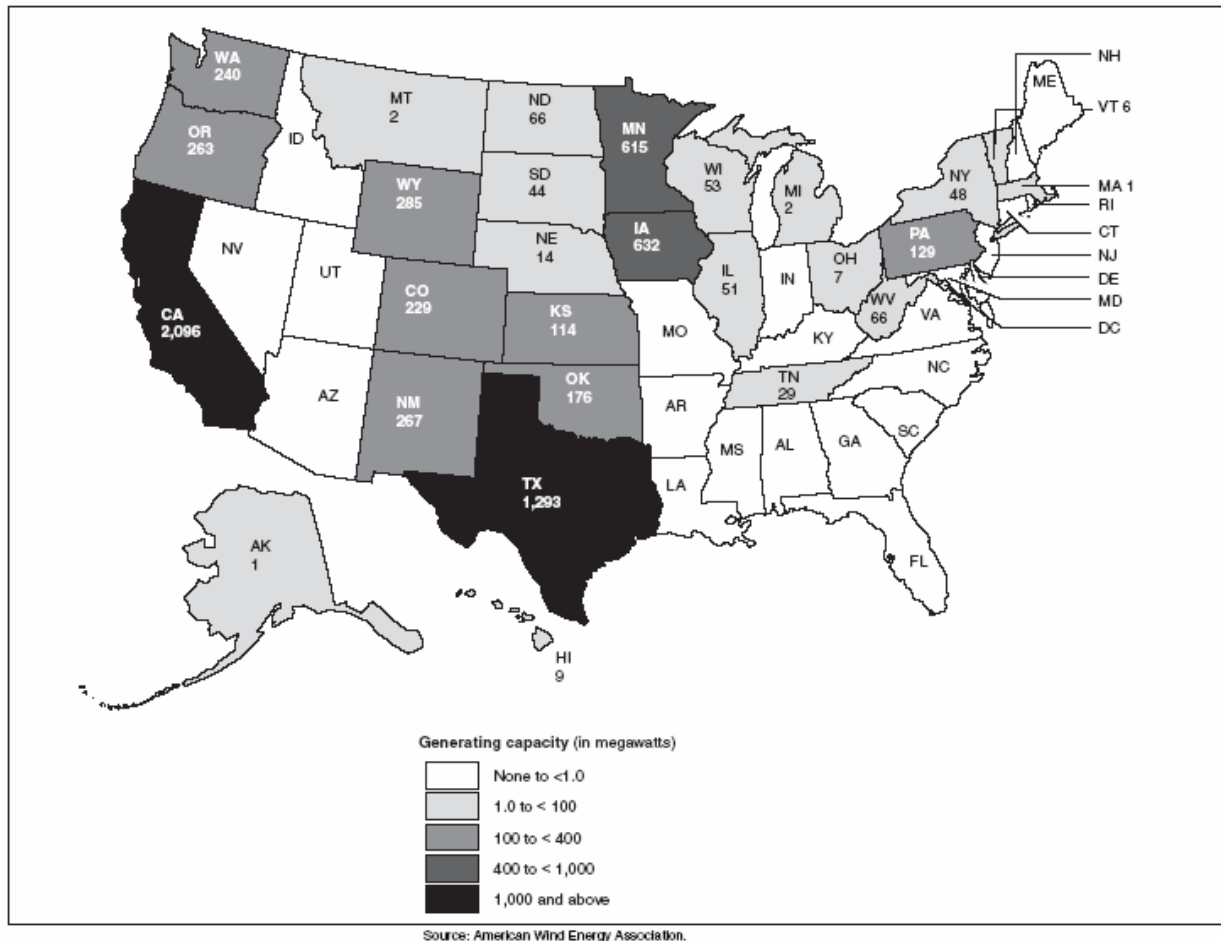 WA
240
OR
263
CA
2,096
ID
NV
MT
2
WY
285
UT
CO
229
AZ
NM
267
ND
66
SD
44
NE
14
KS
114
OK
176
TX
1,293
MN
615
IA
632
MO
AR
LA
WI
53
IL
51
MI
2
IN
OH
7
KY
TN
29
MS
AL
GA
FL
SC
NC
VA
WV
66
PA
129
NY
48
ME
NH
VT 6
MA 1
RI
CT
NJ
DE
MD
DC
AK
1
HI
9
Generating capacity (in megawatts)
None to <1.0
1.0 to < 100
100 to < 400
400 to < 1,000
1,000 and above
Source: American Wind Energy Association.